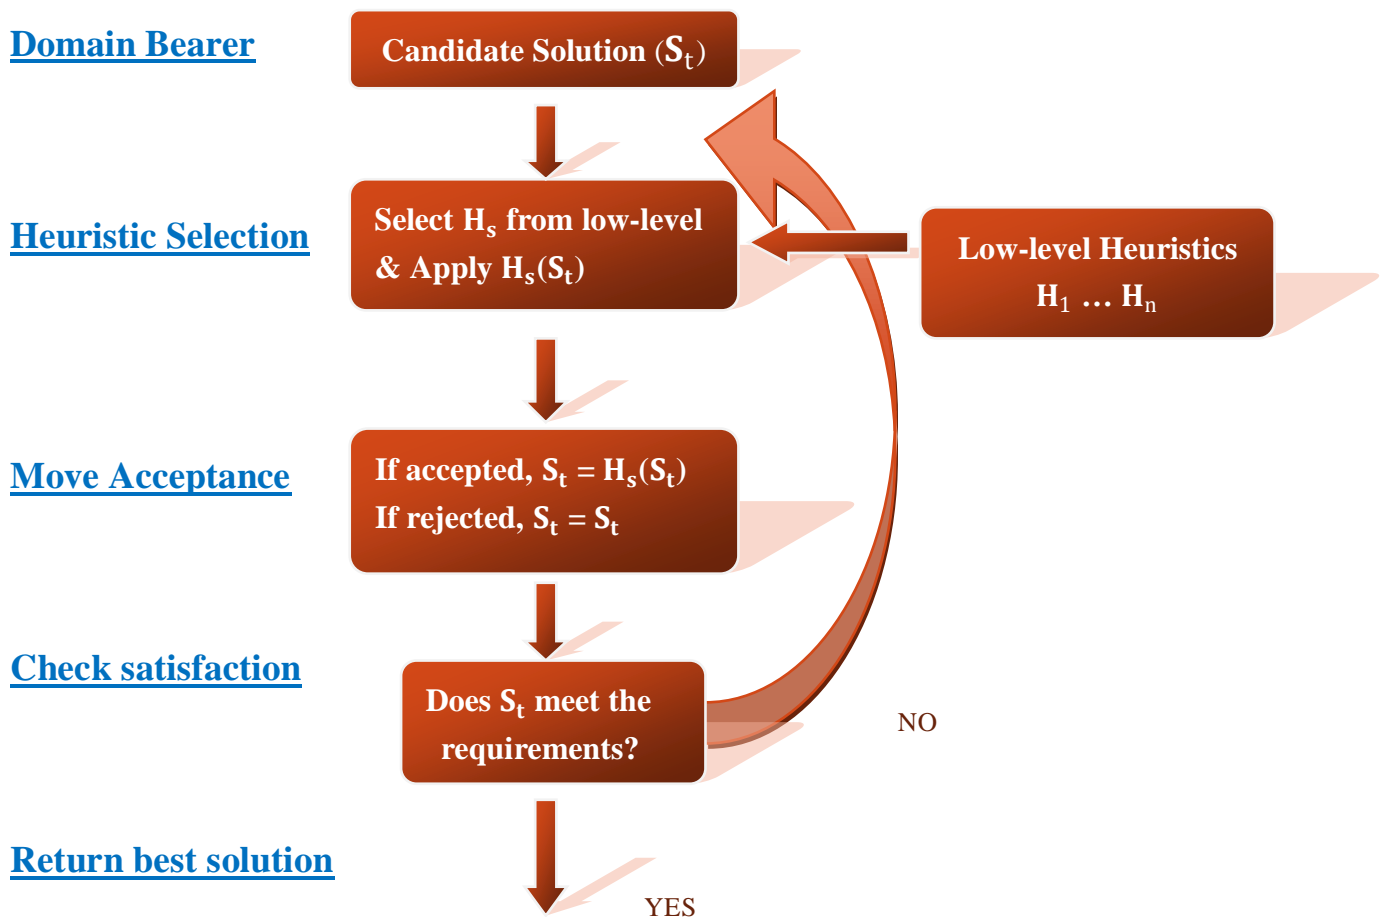 Domain Bearer
Candidate Solution (Sₜ)
Heuristic Selection
Select Hₛ from low-level
& Apply Hₛ(Sₜ)
Low-level Heuristics
H₁ … Hₙ
Move Acceptance
If accepted, Sₜ = Hₛ(Sₜ)
If rejected, Sₜ = Sₜ
Check satisfaction
Does Sₜ meet the
requirements?
NO
Return best solution
YES